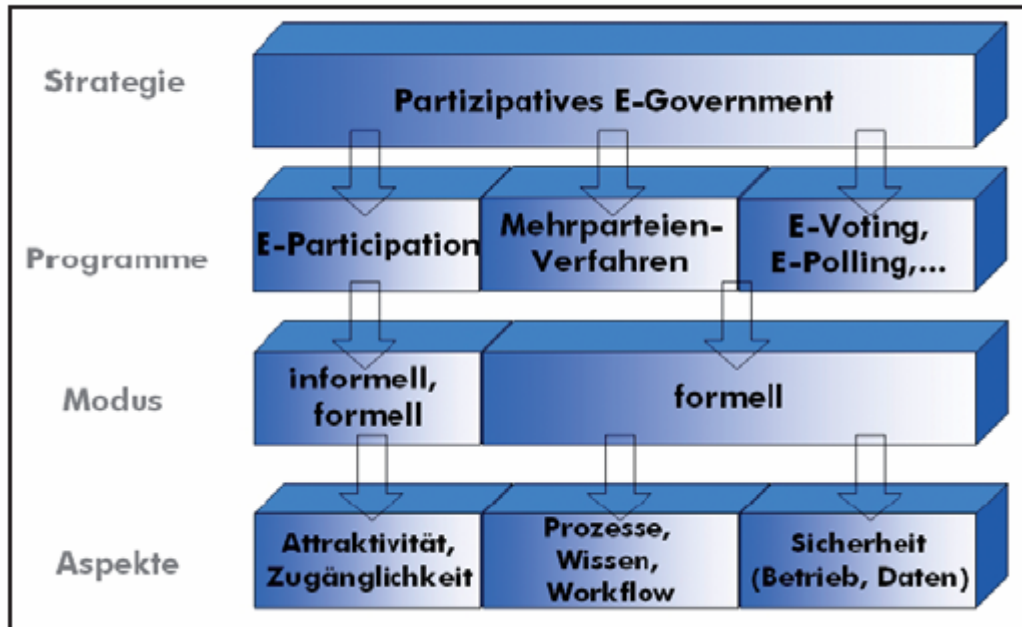 Strategie
Partizipatives E-Government
Programme
E-Participation
Mehrparteien-
Verfahren
E-Voting,
E-Polling,...
Modus
informell,
formell
formell
Aspekte
Attraktivität,
Zugänglichkeit
Prozesse,
Wissen,
Workflow
Sicherheit
(Betrieb, Daten)